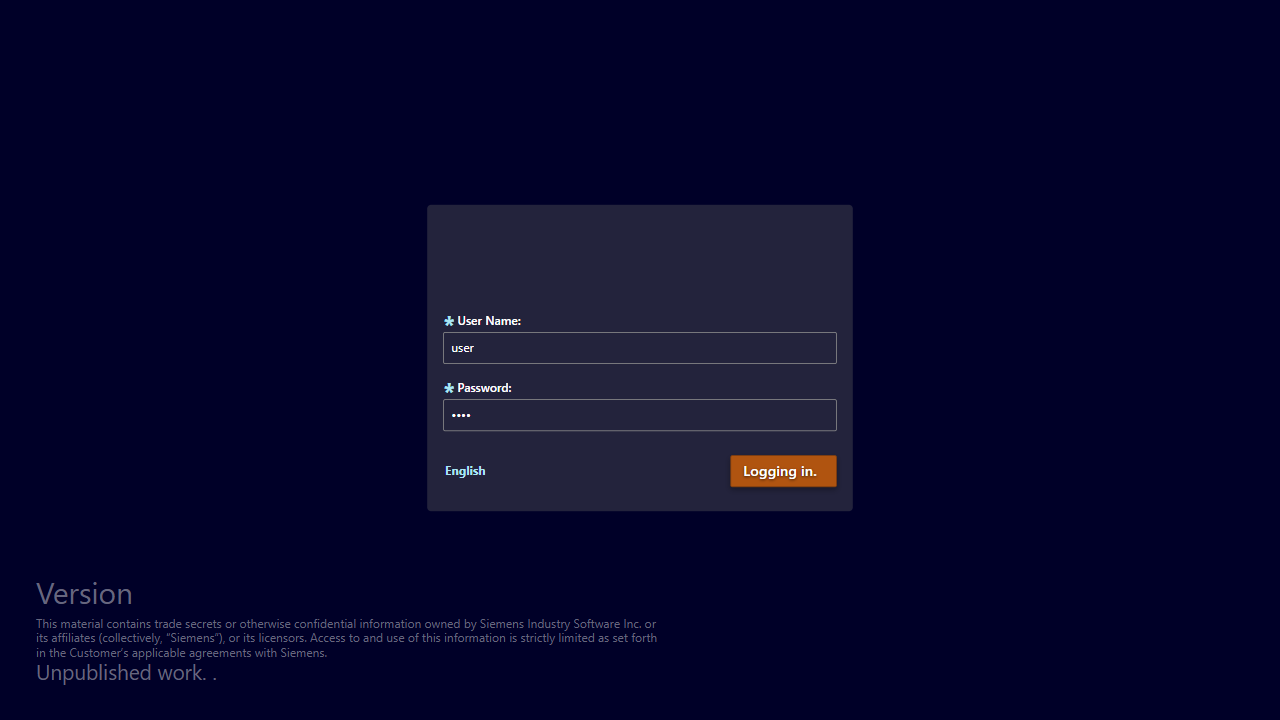 * User Name:
user
* Password:
••••
English
Logging in.
Version
This material contains trade secrets or otherwise confidential information owned by Siemens Industry Software Inc. or
its affiliates (collectively, “Siemens”), or its licensors. Access to and use of this information is strictly limited as set forth
in the Customer’s applicable agreements with Siemens.
Unpublished work. .